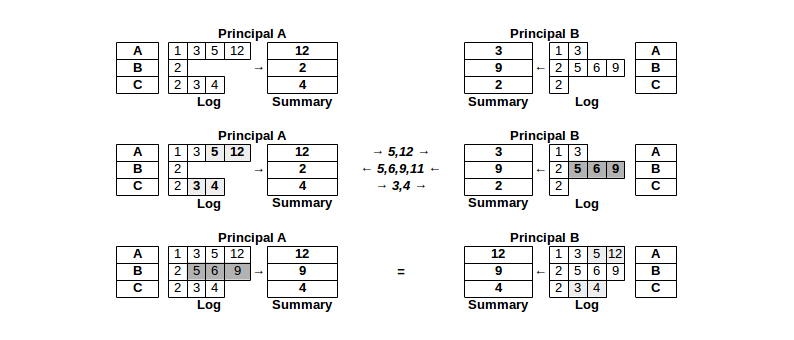 Principal A Principal B
A 1 3 5 12 12 3 1 3 A
B 2 → 2 9 ← 2 5 6 9 B
C 2 3 4 4 2 2 C
Log Summary Summary Log
Principal A Principal B
A 1 3 5 12 12 → 5,12 → 3 1 3 A
B 2 → 2 ← 5,6,9,11 ← 9 ← 2 5 6 9 B
C 2 3 4 4 → 3,4 → 2 2 C
Log Summary Summary Log
Principal A Principal B
A 1 3 5 12 12 12 1 3 5 12 A
B 2 5 6 9 → 9 = 9 ← 2 5 6 9 B
C 2 3 4 4 4 2 3 4 C
Log Summary Summary Log